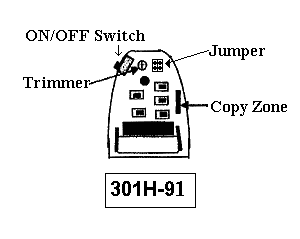 ON/OFF Switch
Jumper
Trimmer
Copy Zone
301H-91